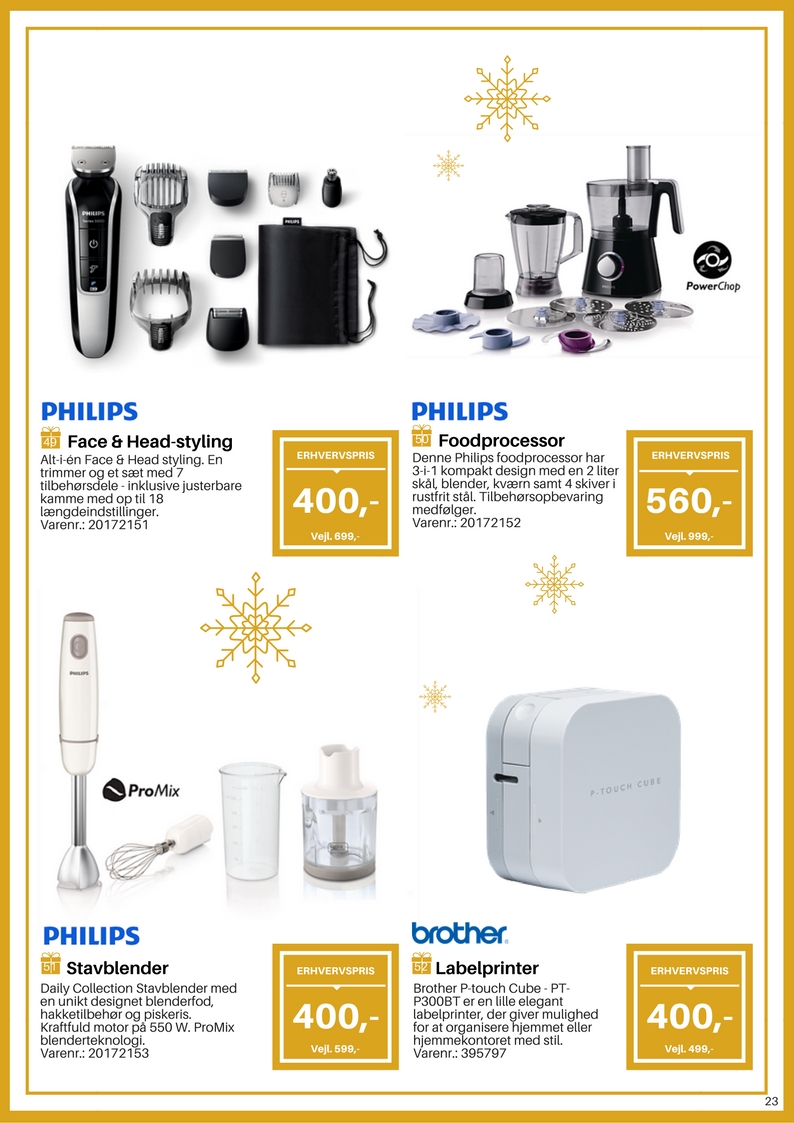 PHILIPS
Series 5000
PHILIPS
PowerChop
PHILIPS
49 Face & Head-styling
Alt-i-én Face & Head styling. En
trimmer og et sæt med 7
tilbehørsdele - inklusive justerbare
kamme med op til 18
længdeindstillinger.
Varenr.: 20172151
ERHVERVSPRIS
400,-
Vejl. 699,-
PHILIPS
50 Foodprocessor
Denne Philips foodprocessor har
3-i-1 kompakt design med en 2 liter
skål, blender, kværn samt 4 skiver i
rustfrit stål. Tilbehørsopbevaring
medfølger.
Varenr.: 20172152
ERHVERVSPRIS
560,-
Vejl. 999,-
PHILIPS
ProMix
PHILIPS
51 Stavblender
Daily Collection Stavblender med
en unikt designet blenderfod,
hakketilbehør og piskeris.
Kraftfuld motor på 550 W. ProMix
blenderteknologi.
Varenr.: 20172153
ERHVERVSPRIS
400,-
Vejl. 599,-
P-TOUCH CUBE
brother
52 Labelprinter
Brother P-touch Cube - PT-
P300BT er en lille elegant
labelprinter, der giver mulighed
for at organisere hjemmet eller
hjemmekontoret med stil.
Varenr.: 395797
ERHVERVSPRIS
400,-
Vejl. 499,-
23